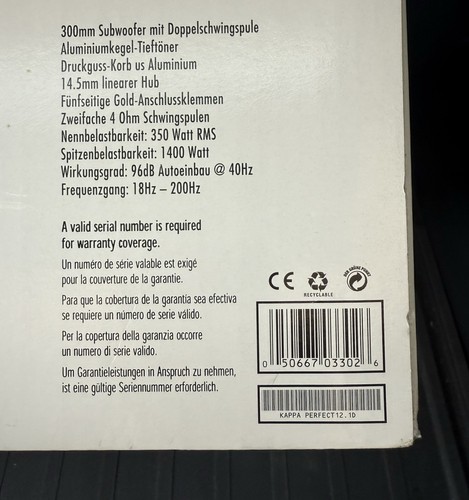 300mm Subwoofer mit Doppelschwingspule
Aluminiumkegel-Tieftöner
Druckguss-Korb us Aluminium
14.5mm linearer Hub
Fünfseitige Gold-Anschlussklemmen
Zweifache 4 Ohm Schwingspulen
Nennbelastbarkeit: 350 Watt RMS
Spitzenbelastbarkeit: 1400 Watt
Wirkungsgrad: 96dB Autoeinbau @ 40Hz
Frequenzgang: 18Hz – 200Hz
A valid serial number is required
for warranty coverage.
Un numéro de série valable est exigé
pour la couverture de la garantie.
Para que la cobertura de la garantia sea efectiva
se requiere un número de serie válido.
Per la copertura della garanzia occorre
un numero di serie valido.
Um Garantieleistungen in Anspruch zu nehmen,
ist eine gültige Seriennummer erforderlich.
CE
RECYCLABLE
DER GRÜNE PUNKT
0 50667 03302 6
KAPPA PERFECT12.1D